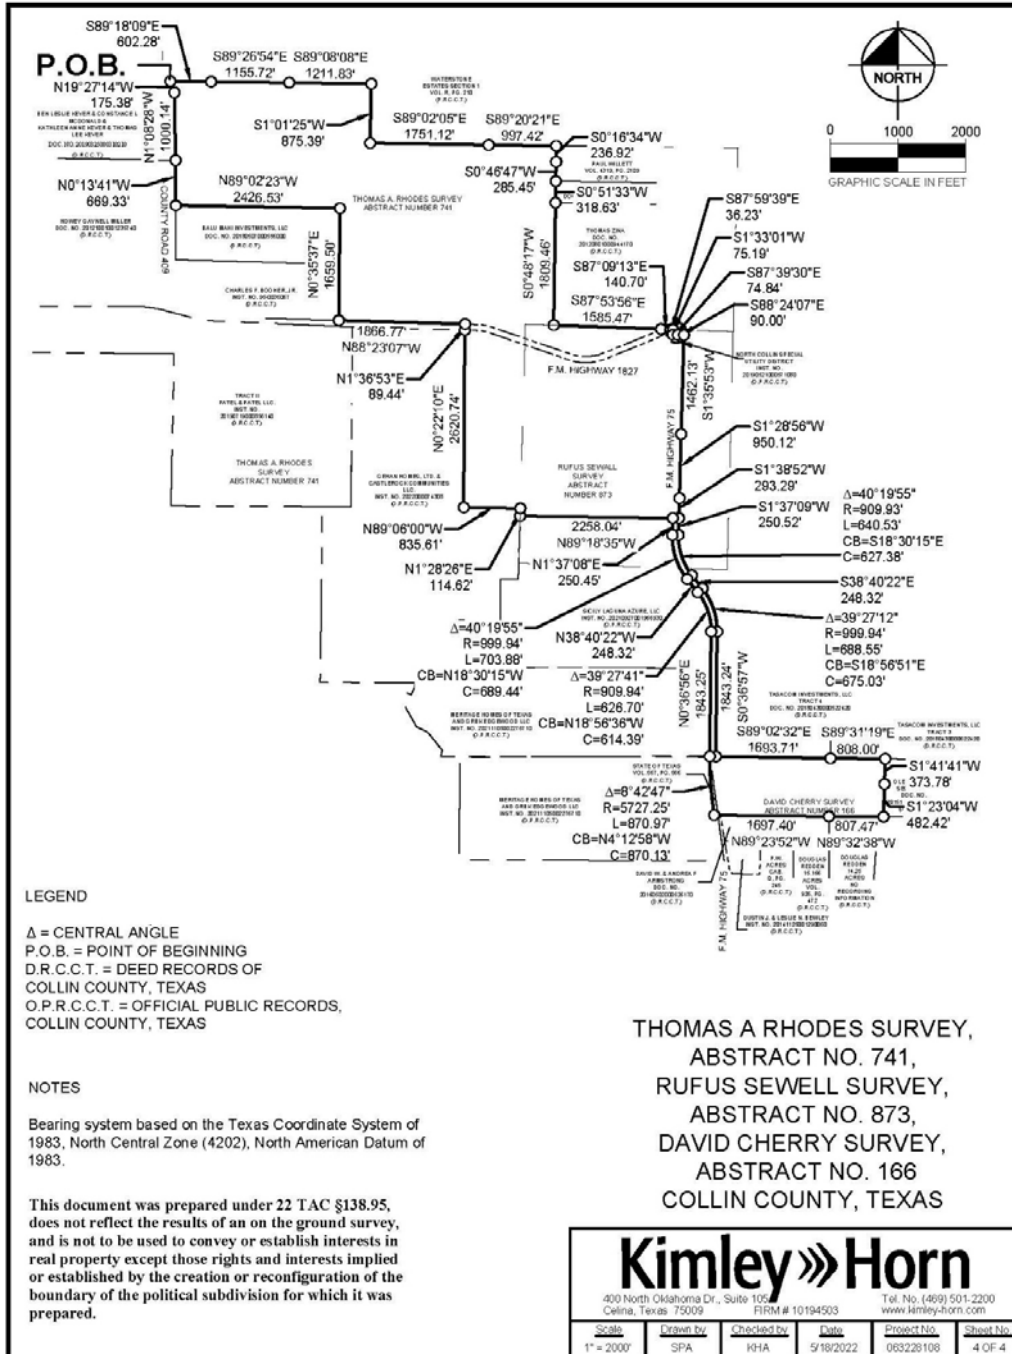 S89°18'09"E
602.28'
S89°26'54"E
1155.72'
S89°08'08"E
1211.83'
P.O.B.
N19°27'14"W
175.38'
N1°08'28"W
1000.14'
S1°01'25"W
875.39'
WATERSTONE
ESTATES SECTION 1
S89°02'05"E
1751.12'
S89°20'21"E
997.42'
S0°16'34"W
236.92'
S0°46'47"W
285.45'
S0°51'33"W
318.63'
NORTH
0 1000 2000
GRAPHIC SCALE IN FEET
N0°13'41"W
669.33'
COUNTY ROAD 409
N89°02'23"W
2426.53'
THOMAS A. RHODES SURVEY
ABSTRACT NUMBER 741
N0°35'37"E
1659.50'
S0°48'17"W
1809.46'
S87°59'39"E
36.23'
S1°33'01"W
75.19'
S87°09'13"E
140.70'
S87°39'30"E
74.84'
S87°53'56"E
1585.47'
S88°24'07"E
90.00'
1866.77'
N88°23'07"W
F.M. HIGHWAY 1827
NORTH COLLIN SPECIAL
UTILITY DISTRICT
N1°36'53"E
89.44'
N0°22'10"E
2620.74'
1462.13'
S1°35'53"W
F.M. HIGHWAY 75
S1°28'56"W
950.12'
THOMAS A. RHODES
SURVEY
ABSTRACT NUMBER 741
RUFUS SEWALL
SURVEY
ABSTRACT
NUMBER 873
S1°38'52"W
293.29'
S1°37'09"W
250.52'
Δ=40°19'55"
R=909.93'
L=640.53'
CB=S18°30'15"E
C=627.38'
N89°06'00"W
835.61'
2258.04'
N89°18'35"W
N1°28'26"E
114.62'
N1°37'08"E
250.45'
S38°40'22"E
248.32'
Δ=40°19'55"
R=999.94'
L=703.88'
CB=N18°30'15"W
C=689.44'
N38°40'22"W
248.32'
Δ=39°27'12"
R=999.94'
L=688.55'
CB=S18°56'51"E
C=675.03'
Δ=39°27'41"
R=909.94'
L=626.70'
CB=N18°56'36"W
C=614.39'
N0°36'56"E
1843.25'
1843.24'
S0°36'57"W
S89°02'32"E
1693.71'
S89°31'19"E
808.00'
S1°41'41"W
373.78'
S1°23'04"W
482.42'
Δ=8°42'47"
R=5727.25'
L=870.97'
CB=N4°12'58"W
C=870.13'
DAVID CHERRY SURVEY
ABSTRACT NUMBER 166
1697.40'
N89°23'52"W
807.47'
N89°32'38"W
F.M. HIGHWAY 75
LEGEND
Δ = CENTRAL ANGLE
P.O.B. = POINT OF BEGINNING
D.R.C.C.T. = DEED RECORDS OF
COLLIN COUNTY, TEXAS
O.P.R.C.C.T. = OFFICIAL PUBLIC RECORDS,
COLLIN COUNTY, TEXAS
NOTES
Bearing system based on the Texas Coordinate System of
1983, North Central Zone (4202), North American Datum of
1983.
This document was prepared under 22 TAC §138.95,
does not reflect the results of an on the ground survey,
and is not to be used to convey or establish interests in
real property except those rights and interests implied
or established by the creation or reconfiguration of the
boundary of the political subdivision for which it was
prepared.
THOMAS A RHODES SURVEY,
ABSTRACT NO. 741,
RUFUS SEWELL SURVEY,
ABSTRACT NO. 873,
DAVID CHERRY SURVEY,
ABSTRACT NO. 166
COLLIN COUNTY, TEXAS
Kimley»Horn
400 North Oklahoma Dr., Suite 105
Celina, Texas 75009 FIRM # 10194503
Tel. No. (469) 501-2200
www.kimley-horn.com
Scale Drawn by Checked by Date Project No. Sheet No.
1" = 2000' SPA KHA 5/18/2022 063228108 4 OF 4